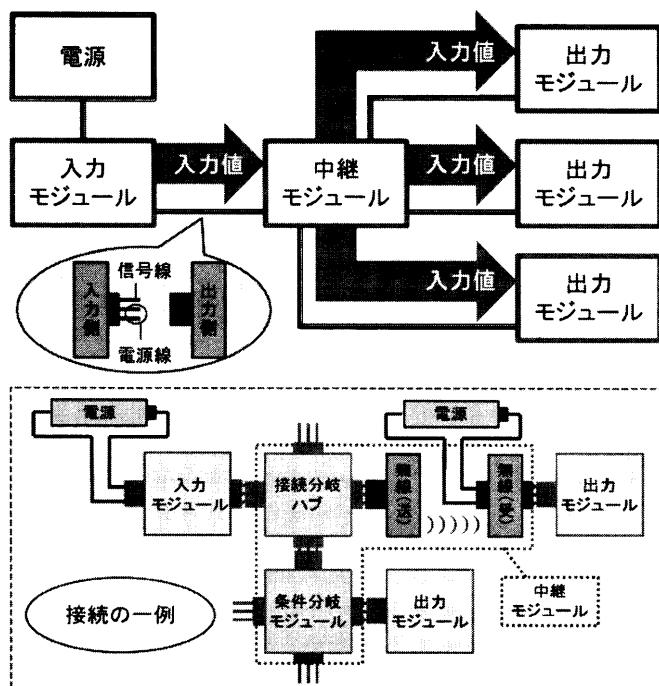 電源
入力
モジュール
入力値
中継
モジュール
入力値
出力
モジュール
入力値
出力
モジュール
入力値
出力
モジュール
入力側
信号線
電源線
出力側
電源
入力
モジュール
接続分岐
ハブ
無線(送)
)))))
電源
無線(受)
出力
モジュール
条件分岐
モジュール
出力
モジュール
中継
モジュール
接続の一例